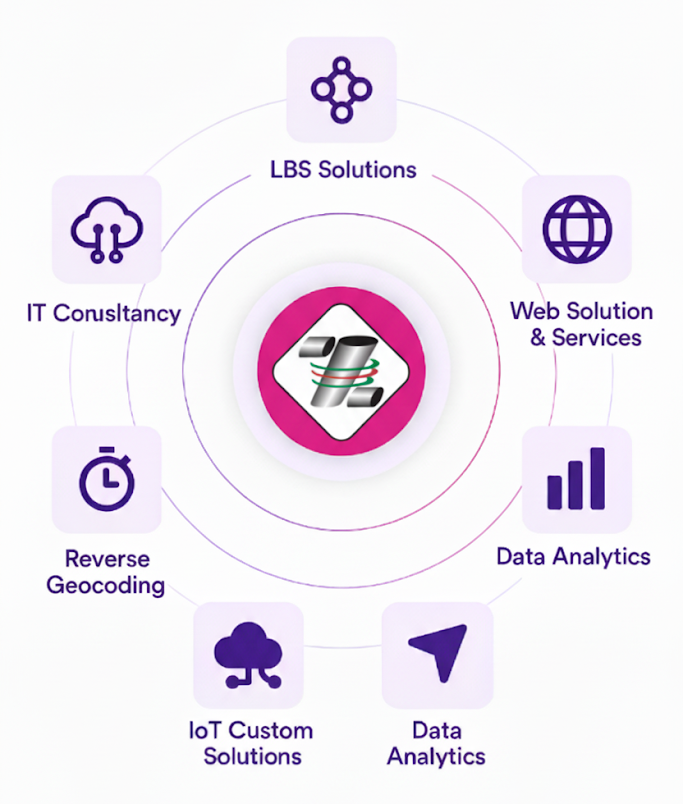 LBS Solutions
IT Conusltancy
Web Solution
& Services
Reverse
Geocoding
Data Analytics
IoT Custom
Solutions
Data
Analytics